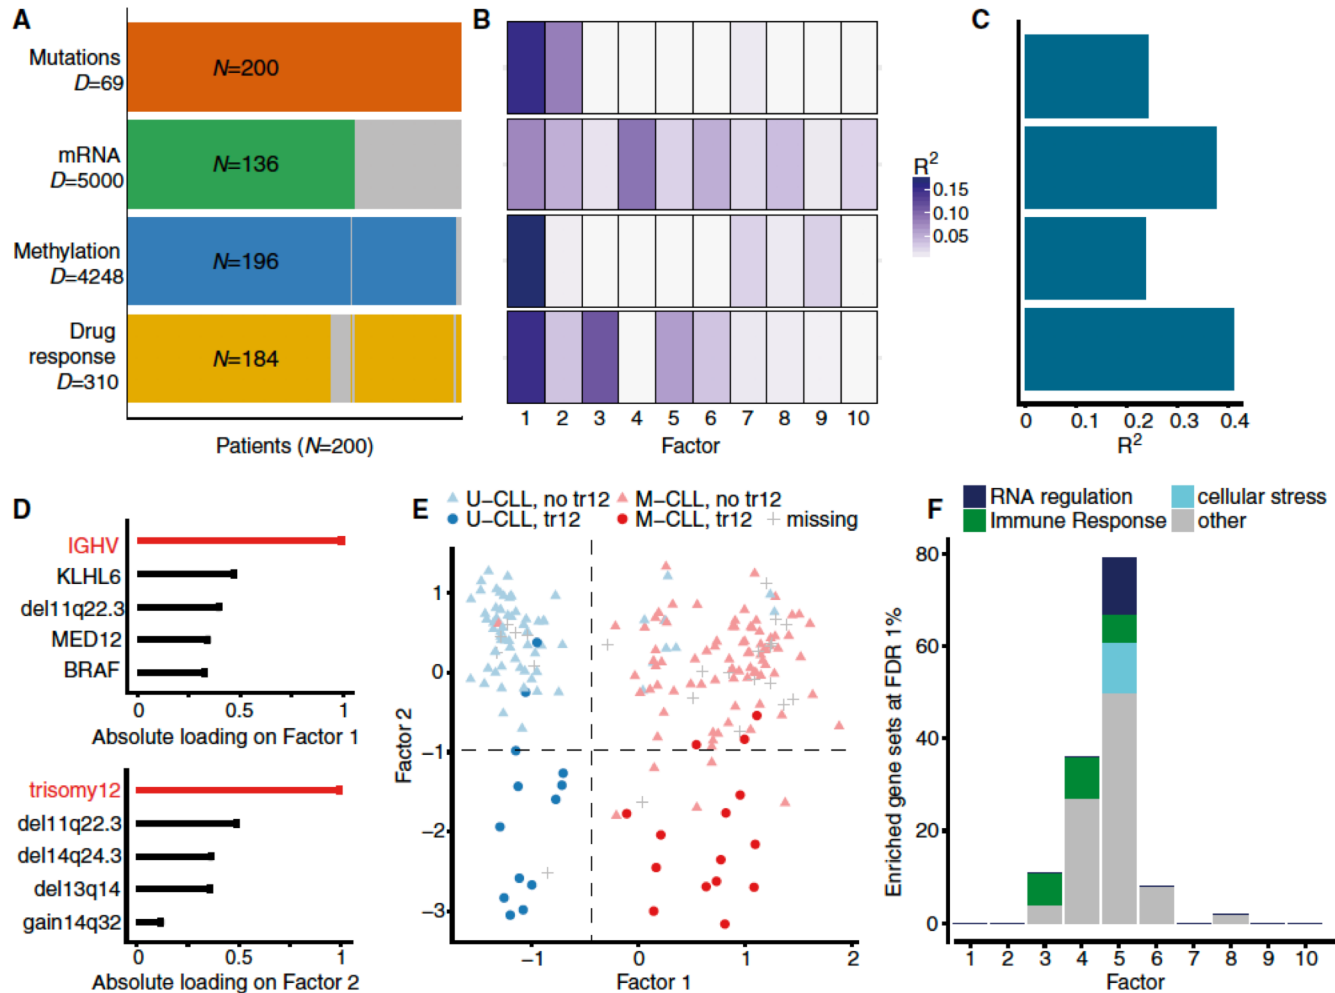 A
Mutations
D=69
N=200
mRNA
D=5000
N=136
Methylation
D=4248
N=196
Drug
response
D=310
N=184
Patients (N=200)
B
1 2 3 4 5 6 7 8 9 10
Factor
R²
0.15
0.10
0.05
C
0 0.1 0.2 0.3 0.4
R²
D
IGHV
KLHL6
del11q22.3
MED12
BRAF
0 0.5 1
Absolute loading on Factor 1
trisomy12
del11q22.3
del14q24.3
del13q14
gain14q32
0 0.5 1
Absolute loading on Factor 2
E
U−CLL, no tr12 M−CLL, no tr12
U−CLL, tr12 M−CLL, tr12 missing
Factor 2
1
0
−1
−2
−3
−1 0 1 2
Factor 1
F
RNA regulation cellular stress
Immune Response other
Enriched gene sets at FDR 1%
80
60
40
20
0
1 2 3 4 5 6 7 8 9 10
Factor